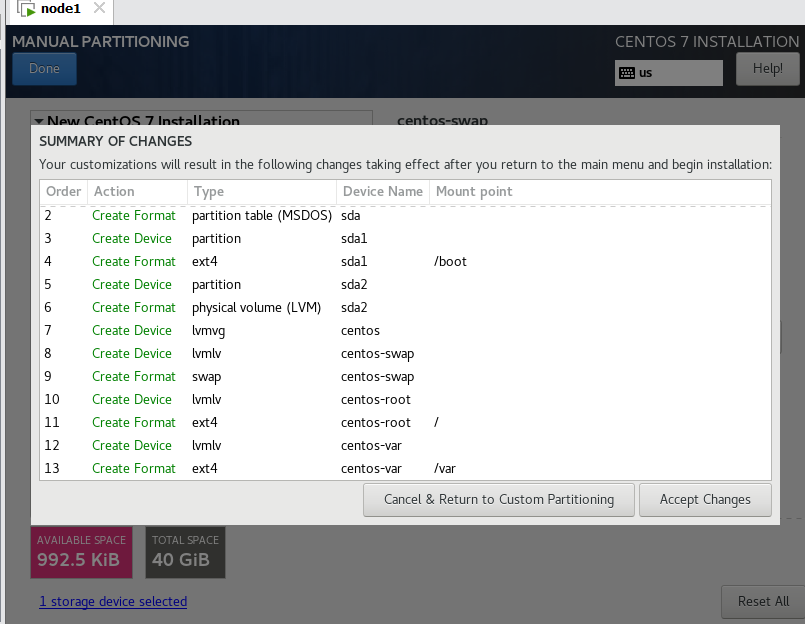 node1
MANUAL PARTITIONING
CENTOS 7 INSTALLATION
Done
us
Help!
New CentOS 7 Installation
centos-swap
SUMMARY OF CHANGES
Your customizations will result in the following changes taking effect after you return to the main menu and begin installation:
Order Action Type Device Name Mount point
2 Create Format partition table (MSDOS) sda
3 Create Device partition sda1
4 Create Format ext4 sda1 /boot
5 Create Device partition sda2
6 Create Format physical volume (LVM) sda2
7 Create Device lvmvg centos
8 Create Device lvmlv centos-swap
9 Create Format swap centos-swap
10 Create Device lvmlv centos-root
11 Create Format ext4 centos-root /
12 Create Device lvmlv centos-var
13 Create Format ext4 centos-var /var
Cancel & Return to Custom Partitioning
Accept Changes
AVAILABLE SPACE
992.5 KiB
TOTAL SPACE
40 GiB
1 storage device selected
Reset All